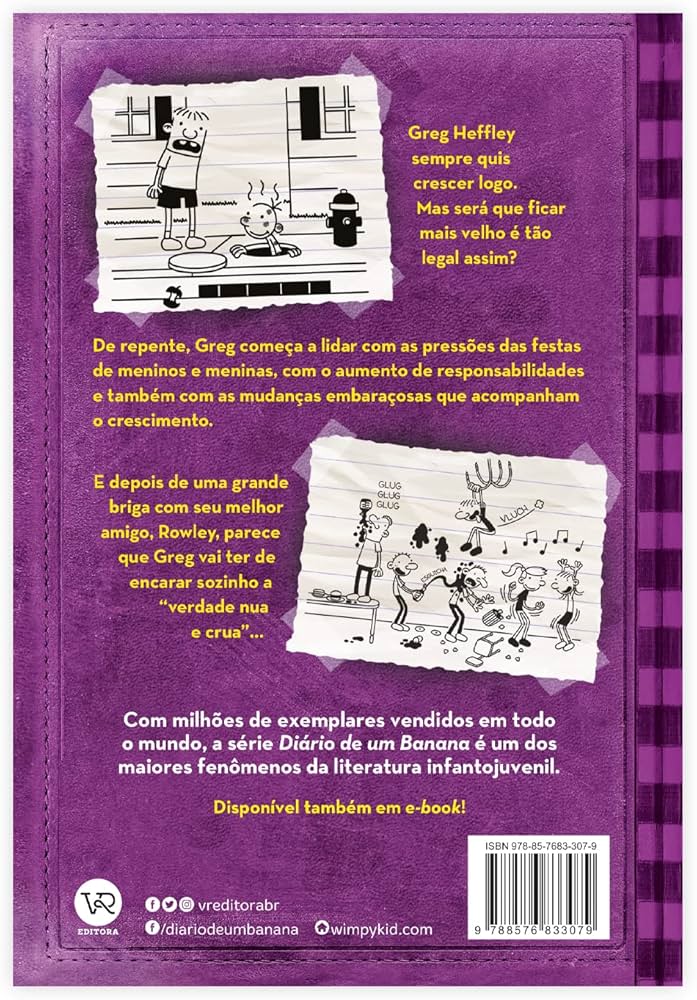 Greg Heffley
sempre quis
crescer logo.
Mas será que ficar
mais velho é tão
legal assim?
De repente, Greg começa a lidar com as pressões das festas
de meninos e meninas, com o aumento de responsabilidades
e também com as mudanças embaraçosas que acompanham
o crescimento.
E depois de uma grande
briga com seu melhor
amigo, Rowley, parece
que Greg vai ter de
encarar sozinho a
“verdade nua
e crua”...
GLUG
GLUG
GLUG
VLUCH
ESGUICHA
Com milhões de exemplares vendidos em todo
o mundo, a série Diário de um Banana é um dos
maiores fenômenos da literatura infantojuvenil.
Disponível também em e-book!
ISBN 978-85-7683-307-9
9 788576 833079
VR
EDITORA
vreditorabr
/diariodeumbanana
wimpykid.com